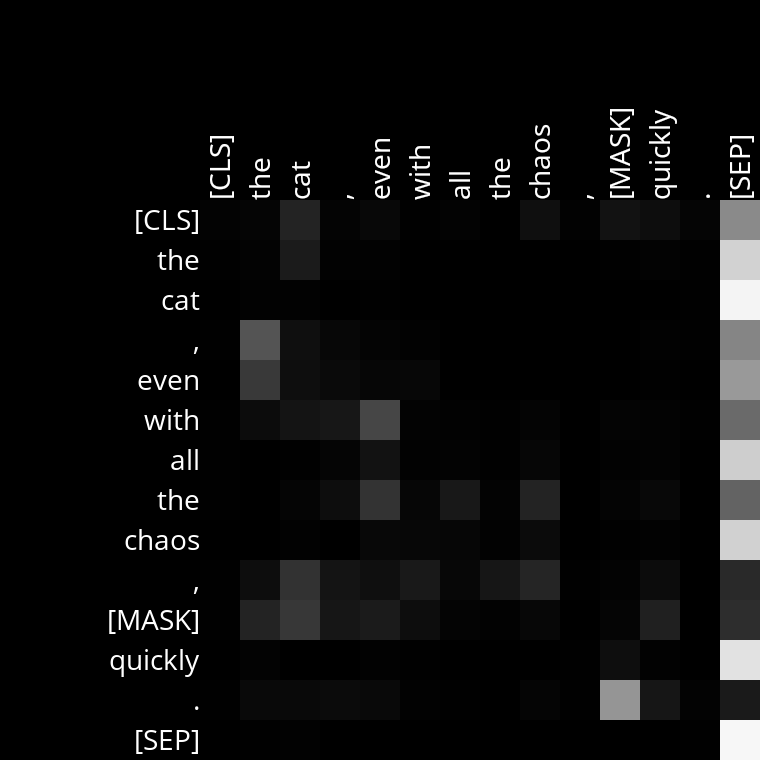 [CLS] the cat , even with all the chaos , [MASK] quickly . [SEP]
[CLS]
the
cat
,
even
with
all
the
chaos
,
[MASK]
quickly
.
[SEP]